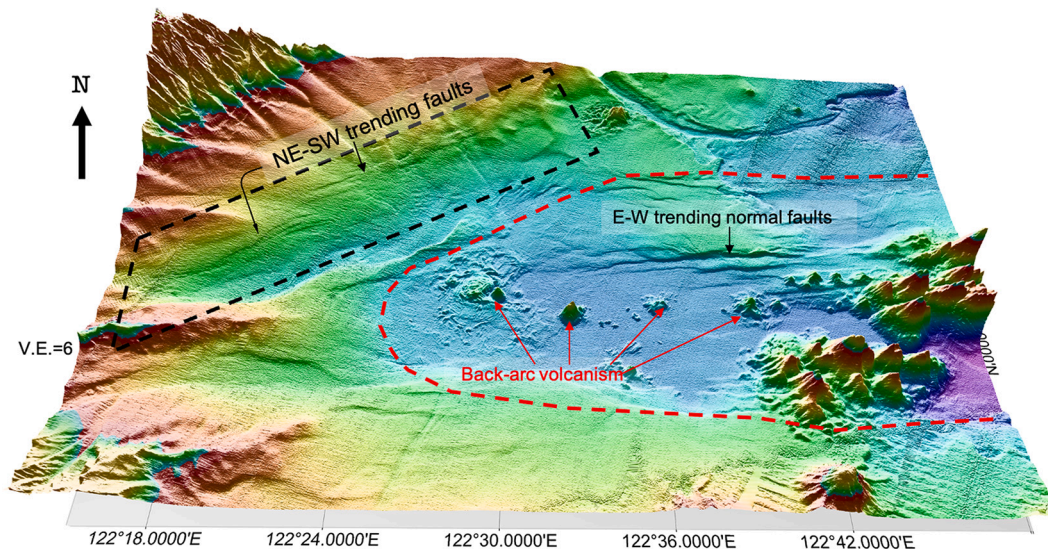 N
NE-SW trending faults
E-W trending normal faults
V.E.=6
Back-arc volcanism
122°18.0000'E
122°24.0000'E
122°30.0000'E
122°36.0000'E
122°42.0000'E